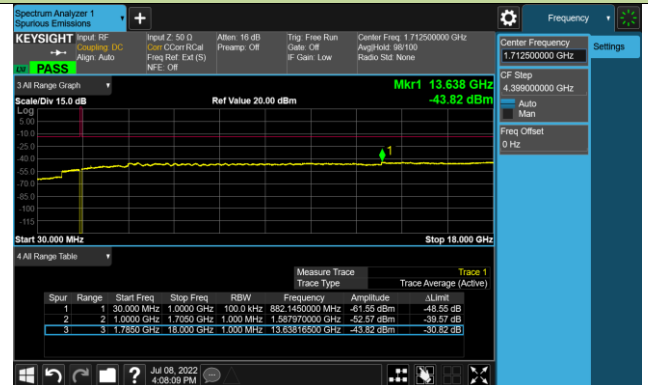 Spectrum Analyzer 1
Spurious Emissions
+
Frequency
KEYSIGHT Input: RF Input Z: 50 Ω Atten: 16 dB Trig: Free Run Center Freq: 1.712500000 GHz
Coupling: DC Corr CCorr RCal Preamp: Off Gate: Off Avg|Hold: 98/100
Align: Auto Freq Ref: Ext (S) IF Gain: Low Radio Std: None
PASS NFE: Off
Center Frequency
1.712500000 GHz
Settings
CF Step
4.399000000 GHz
Auto
Man
Freq Offset
0 Hz
3 All Range Graph
Mkr1 13.638 GHz
Scale/Div 15.0 dB Ref Value 20.00 dBm -43.82 dBm
Log
5.00
-10.0
-25.0
-40.0
-55.0
-70.0
-85.0
-100
-115
1
Start 30.000 MHz Stop 18.000 GHz
4 All Range Table
Measure Trace Trace 1
Trace Type Trace Average (Active)
Spur Range Start Freq Stop Freq RBW Frequency Amplitude ΔLimit
1 1 30.000 MHz 1.0000 GHz 100.0 kHz 882.1450000 MHz -61.55 dBm -48.55 dB
2 2 1.0000 GHz 1.7050 GHz 1.000 MHz 1.587970000 GHz -52.57 dBm -39.57 dB
3 3 1.7850 GHz 18.000 GHz 1.000 MHz 13.63816500 GHz -43.82 dBm -30.82 dB
? Jul 08, 2022
4:08:09 PM